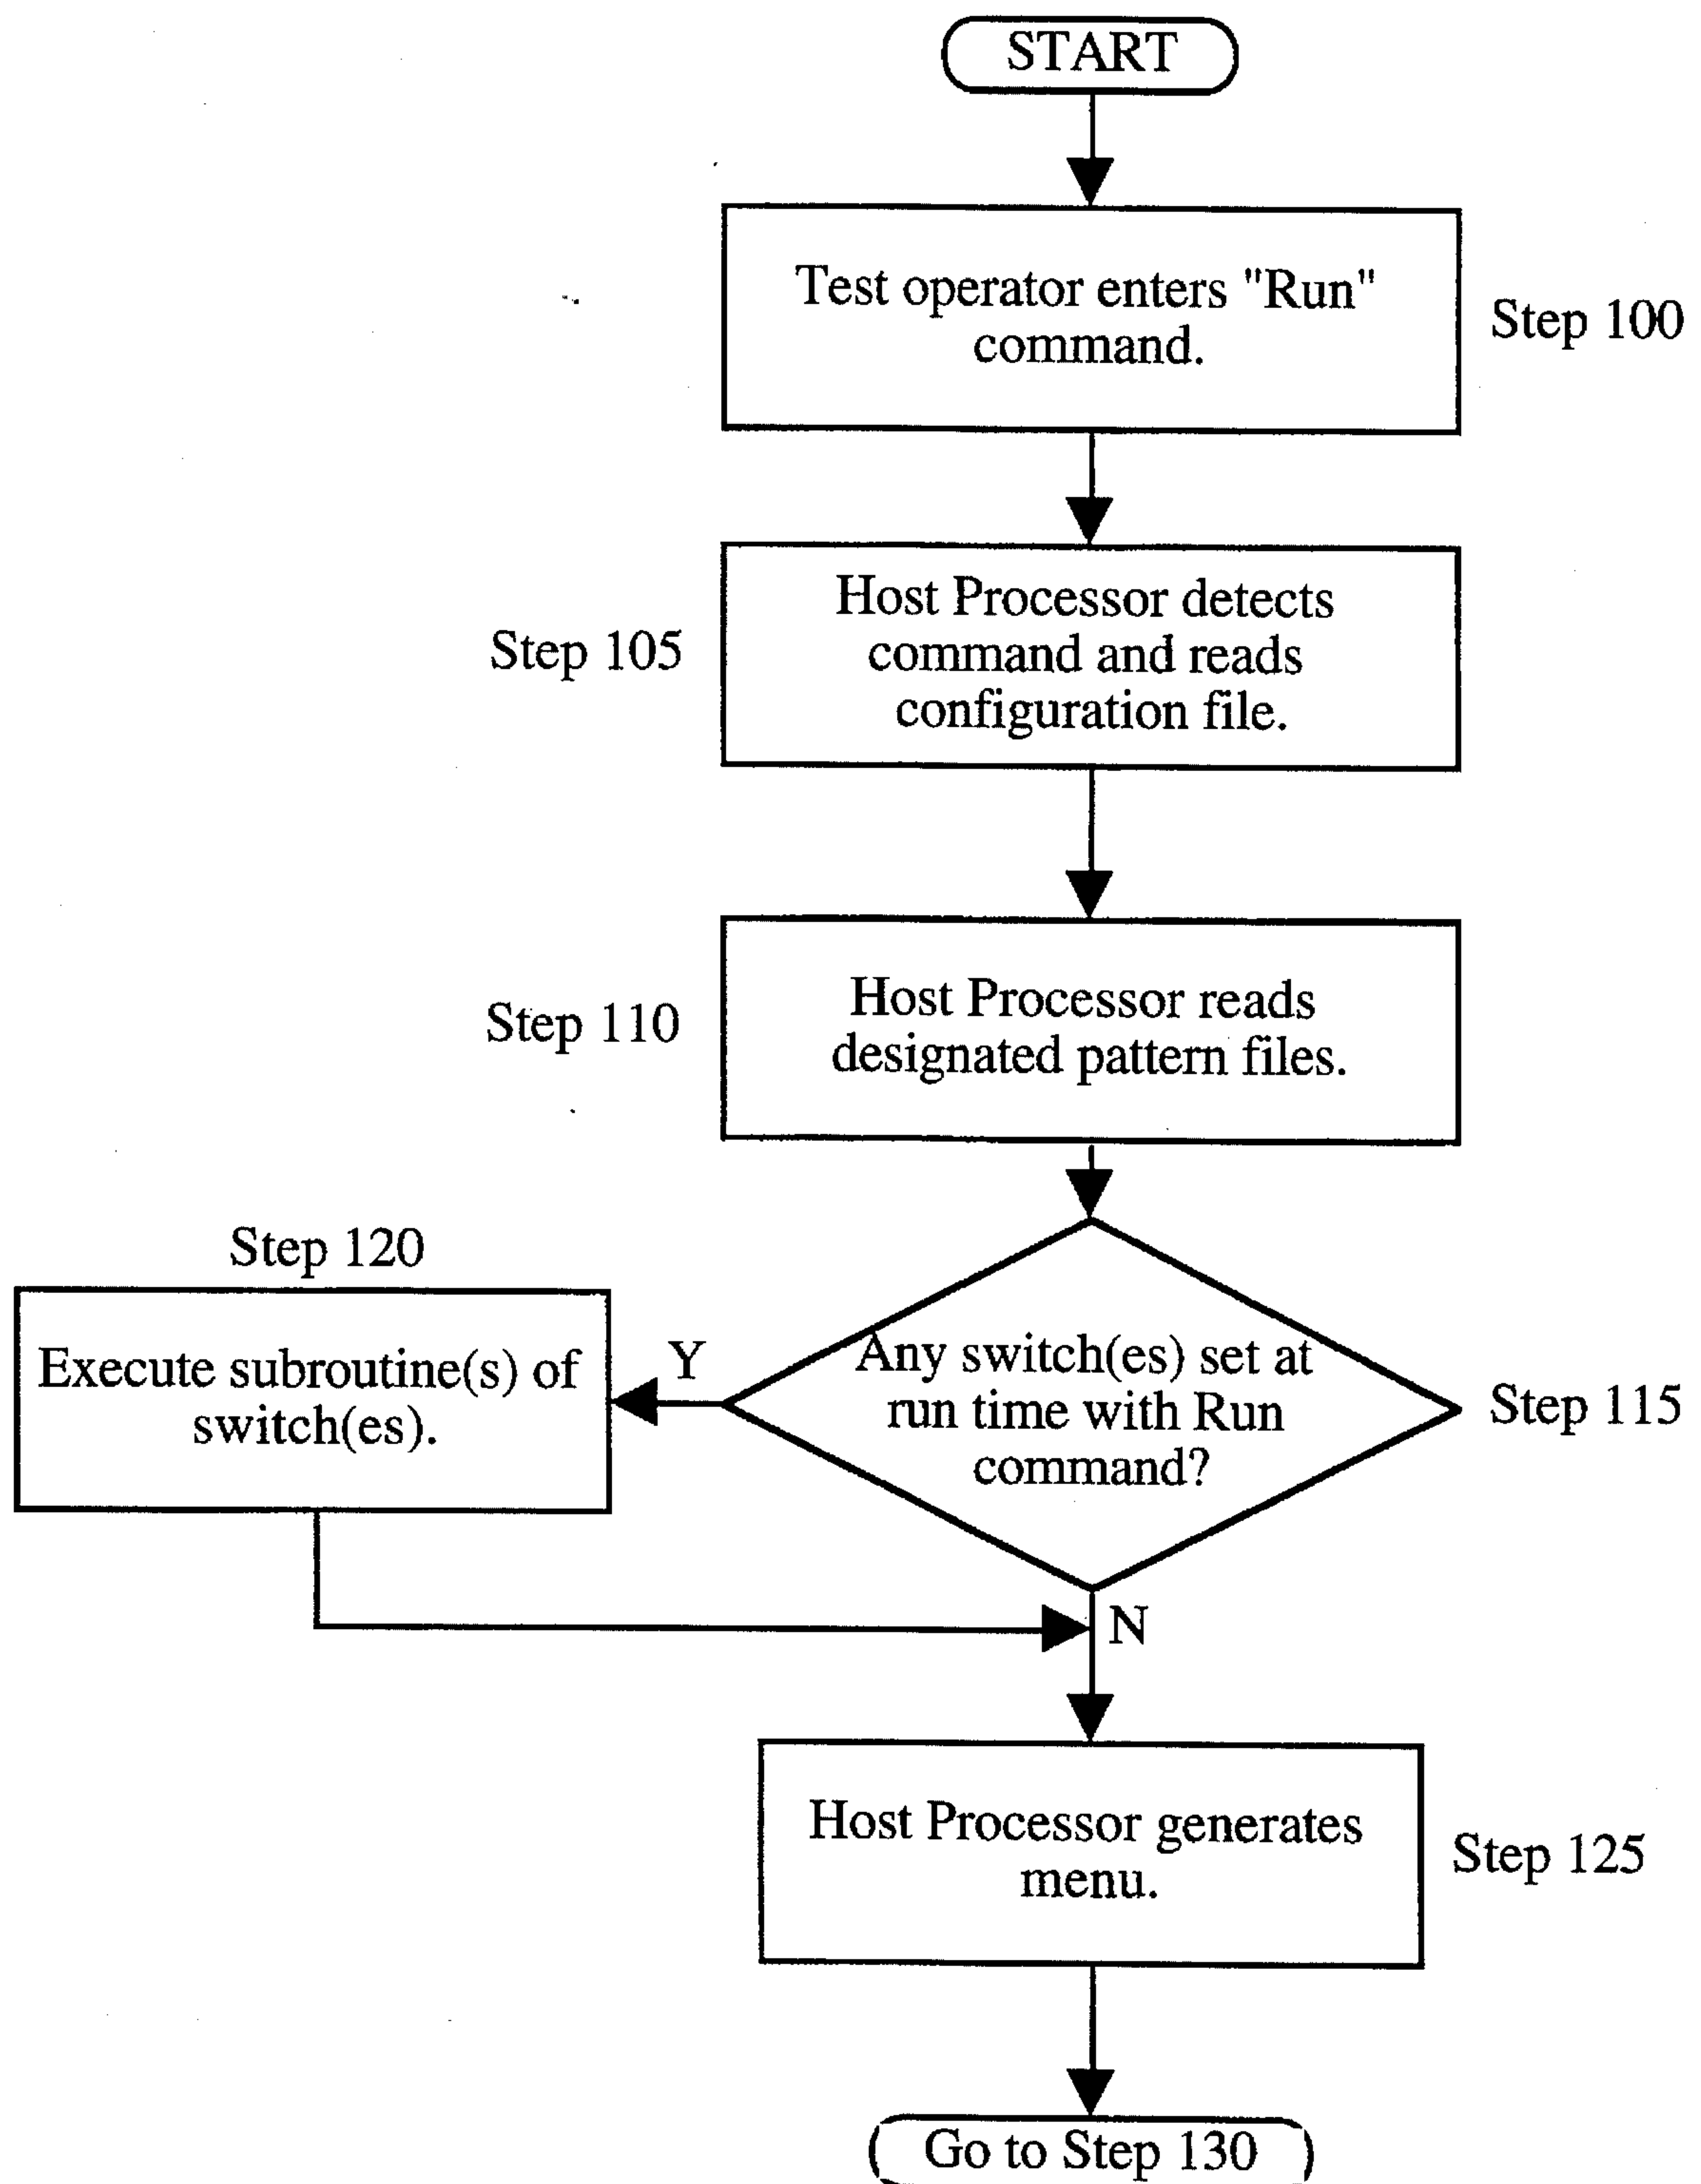 START
Test operator enters "Run"
command.
Step 100
Host Processor detects
command and reads
configuration file.
Step 105
Host Processor reads
designated pattern files.
Step 110
Any switch(es) set at
run time with Run
command?
Step 115
Y
Step 120
Execute subroutine(s) of
switch(es).
N
Host Processor generates
menu.
Step 125
Go to Step 130